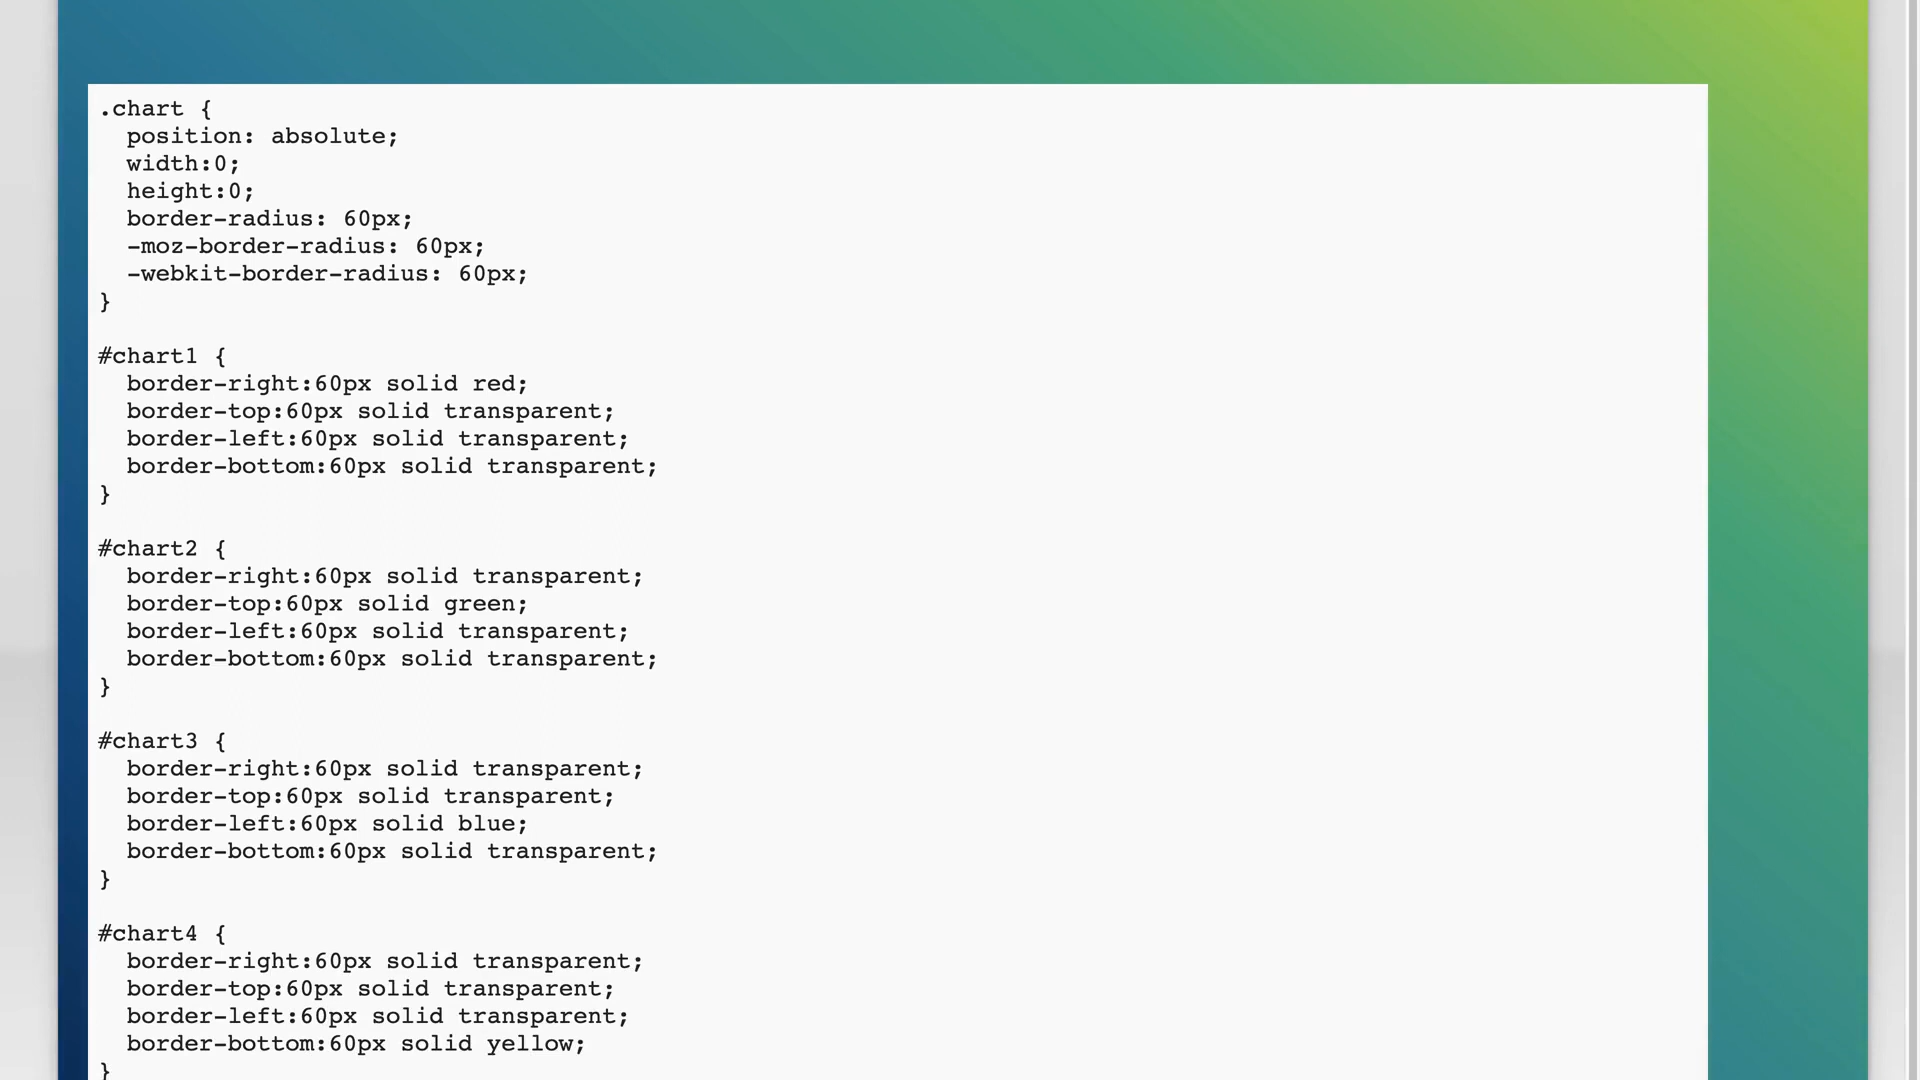 .chart {
  position: absolute;
  width:0;
  height:0;
  border-radius: 60px;
  -moz-border-radius: 60px;
  -webkit-border-radius: 60px;
}
#chart1 {
  border-right:60px solid red;
  border-top:60px solid transparent;
  border-left:60px solid transparent;
  border-bottom:60px solid transparent;
}
#chart2 {
  border-right:60px solid transparent;
  border-top:60px solid green;
  border-left:60px solid transparent;
  border-bottom:60px solid transparent;
}
#chart3 {
  border-right:60px solid transparent;
  border-top:60px solid transparent;
  border-left:60px solid blue;
  border-bottom:60px solid transparent;
}
#chart4 {
  border-right:60px solid transparent;
  border-top:60px solid transparent;
  border-left:60px solid transparent;
  border-bottom:60px solid yellow;
}